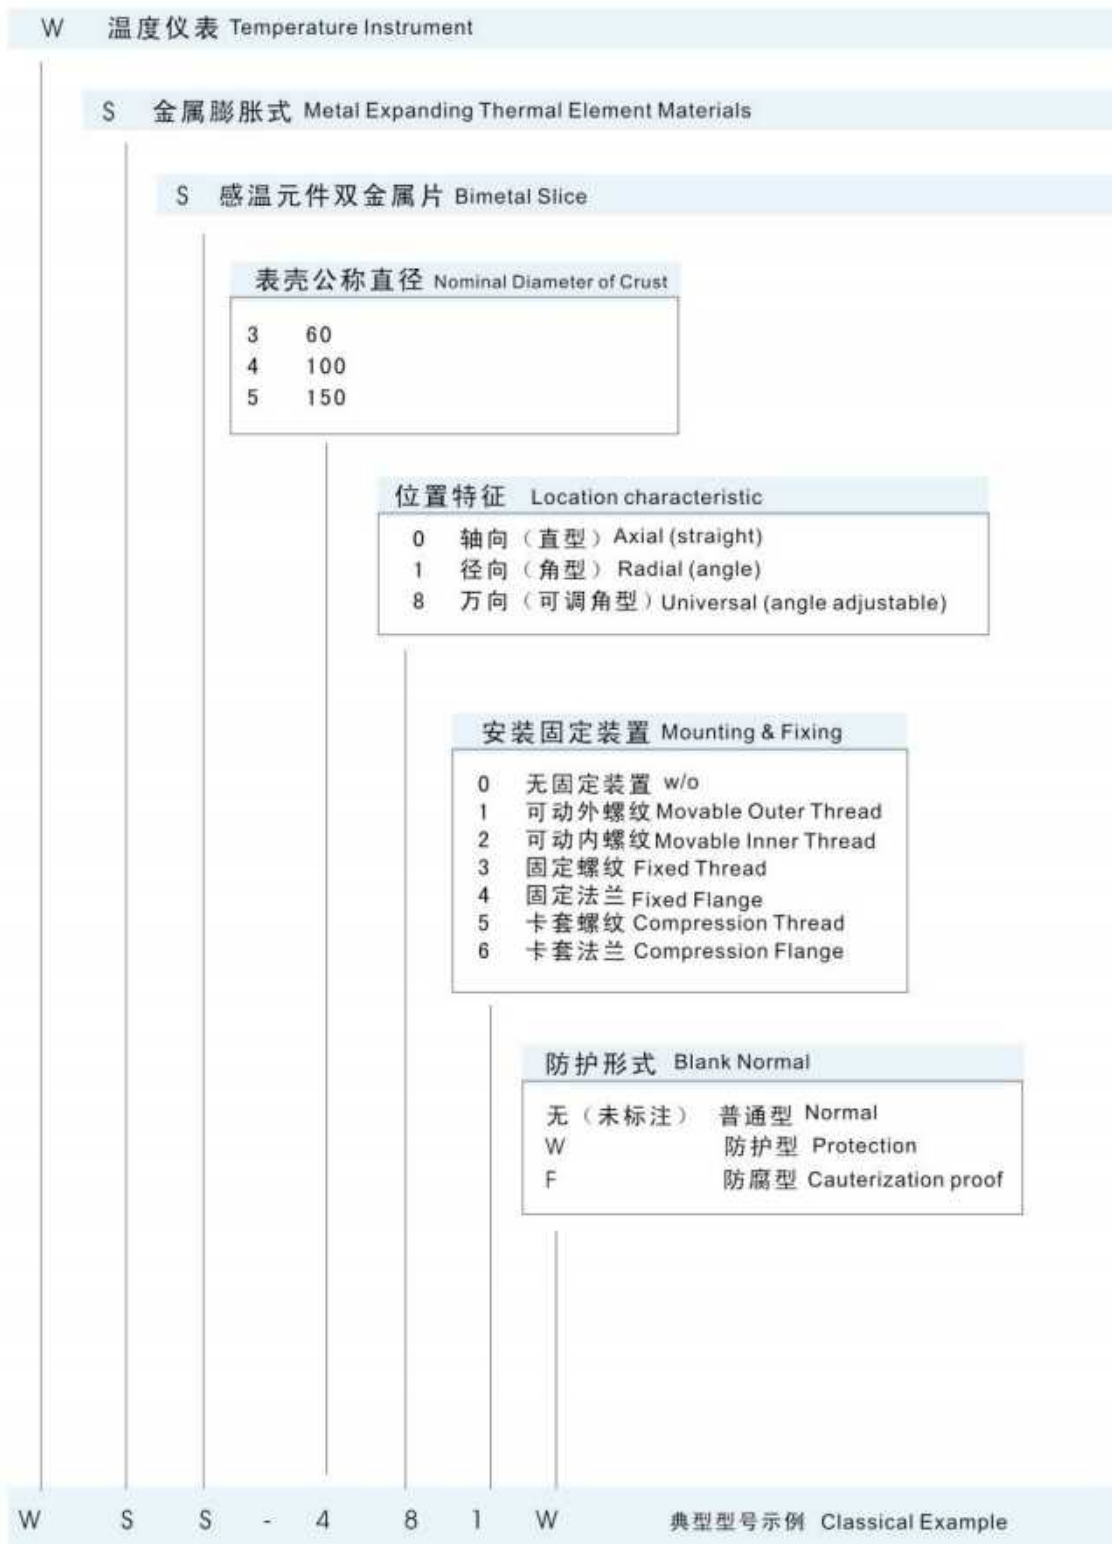 W 温度仪表 Temperature Instrument
S 金属膨胀式 Metal Expanding Thermal Element Materials
S 感温元件双金属片 Bimetal Slice
表壳公称直径 Nominal Diameter of Crust
3 60
4 100
5 150
位置特征 Location characteristic
0 轴向（直型）Axial (straight)
1 径向（角型）Radial (angle)
8 万向（可调角型）Universal (angle adjustable)
安装固定装置 Mounting & Fixing
0 无固定装置 w/o
1 可动外螺纹 Movable Outer Thread
2 可动内螺纹 Movable Inner Thread
3 固定螺纹 Fixed Thread
4 固定法兰 Fixed Flange
5 卡套螺纹 Compression Thread
6 卡套法兰 Compression Flange
防护形式 Blank Normal
无（未标注） 普通型 Normal
W 防护型 Protection
F 防腐型 Cauterization proof
W S S - 4 8 1 W 典型型号示例 Classical Example